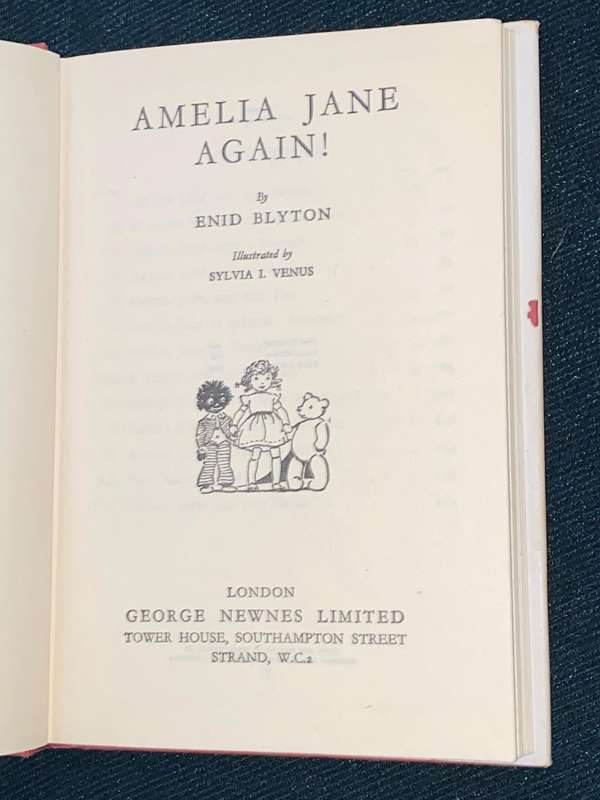 AMELIA JANE
AGAIN!
By
ENID BLYTON
Illustrated by
SYLVIA I. VENUS
LONDON
GEORGE NEWNES LIMITED
TOWER HOUSE, SOUTHAMPTON STREET
STRAND, W.C.2